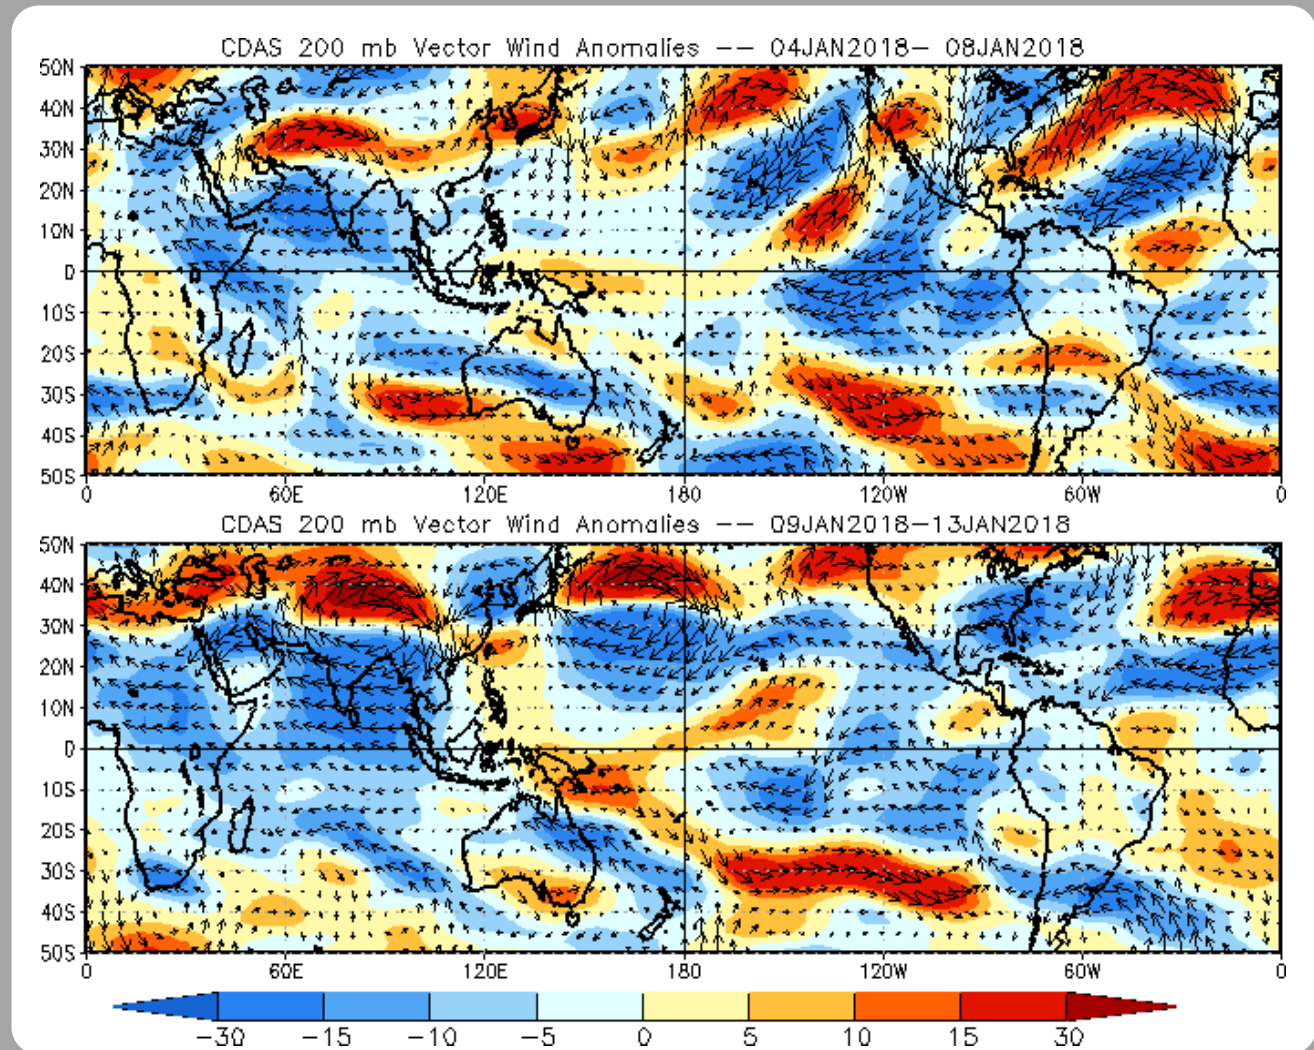 CDAS 200 mb Vector Wind Anomalies -- 04JAN2018- 08JAN2018
50N
40N
30N
20N
10N
0
10S
20S
30S
40S
50S
0 60E 120E 180 120W 60W 0
CDAS 200 mb Vector Wind Anomalies -- 09JAN2018-13JAN2018
50N
40N
30N
20N
10N
0
10S
20S
30S
40S
50S
0 60E 120E 180 120W 60W 0
-30 -15 -10 -5 0 5 10 15 30